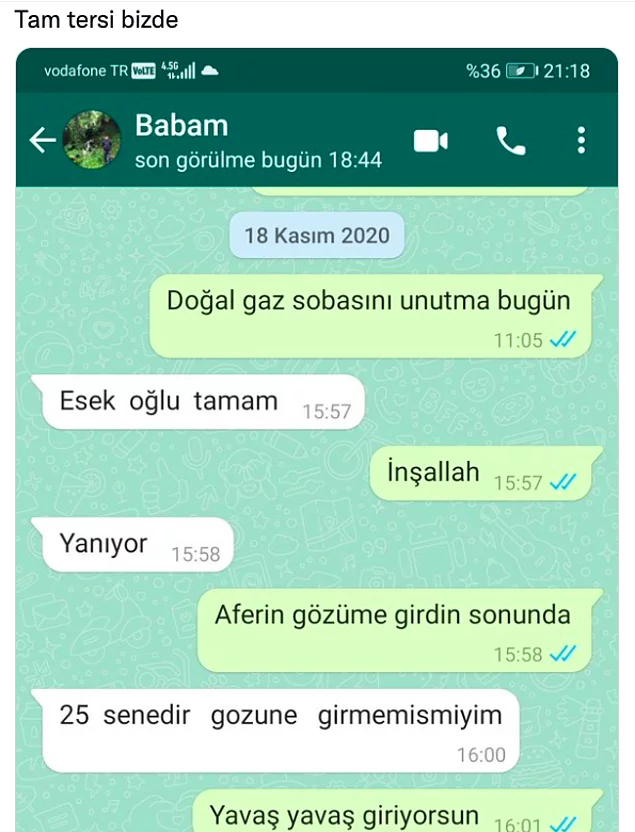 Tam tersi bizde
vodafone TR VoLTE 4.5G %36 21:18
Babam
son görülme bugün 18:44
18 Kasım 2020
Doğal gaz sobasını unutma bugün
11:05
Esek oğlu tamam 15:57
İnşallah 15:57
Yanıyor 15:58
Aferin gözüme girdin sonunda
15:58
25 senedir gozune girmemismiyim
16:00
Yavaş yavaş giriyorsun 16:01